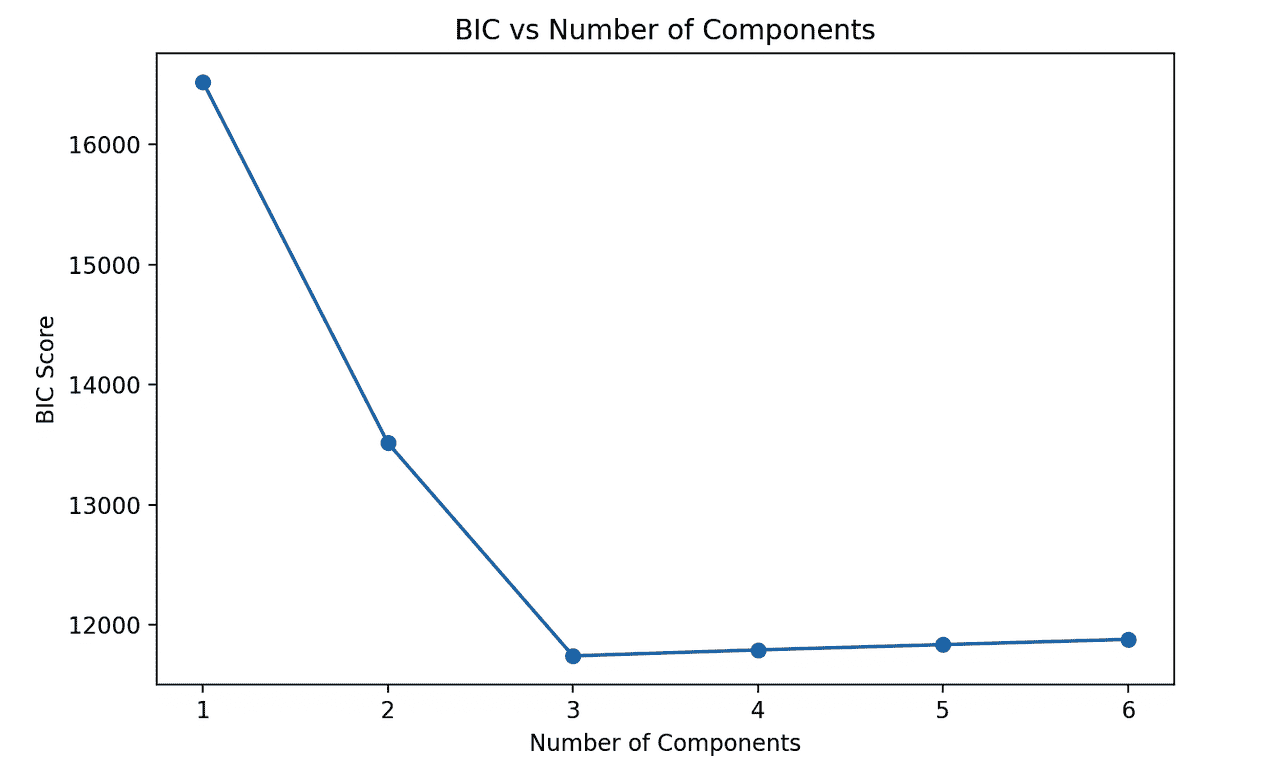 BIC vs Number of Components
16000
15000
14000
13000
12000
BIC Score
1 2 3 4 5 6
Number of Components